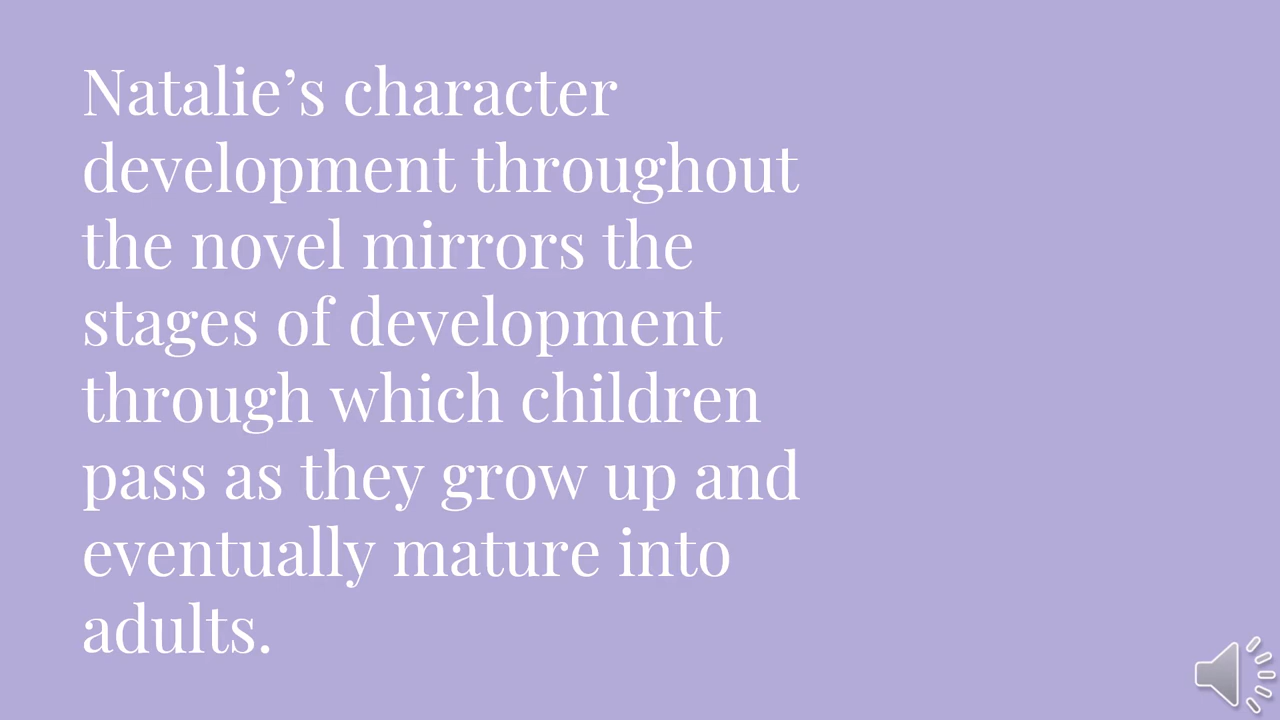 Natalie’s character
development throughout
the novel mirrors the
stages of development
through which children
pass as they grow up and
eventually mature into
adults.